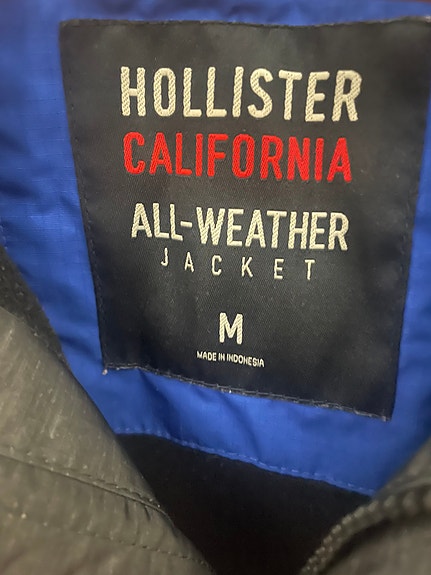 HOLLISTER
CALIFORNIA
ALL-WEATHER
JACKET
M
MADE IN INDONESIA